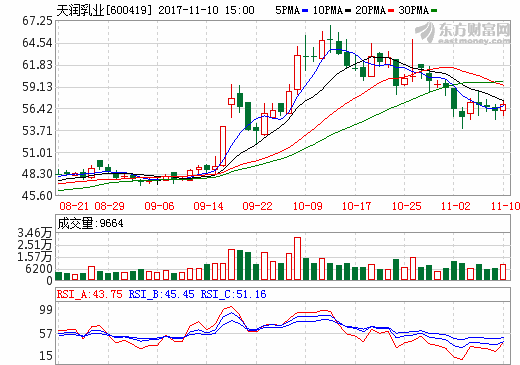 天润乳业[600419] 2017-11-10 15:00 5PMA 10PMA 20PMA 30PMA
东方财富网
eastmoney.com
67.25
64.54
61.83
59.13
56.42
53.71
51.01
48.30
45.60
08-21 08-29 09-06 09-14 09-22 10-09 10-17 10-25 11-02 11-10
成交量:9664
3.46万
2.51万
1.57万
6200
0
RSI_A:43.75 RSI_B:45.45 RSI_C:51.16
99
57
15